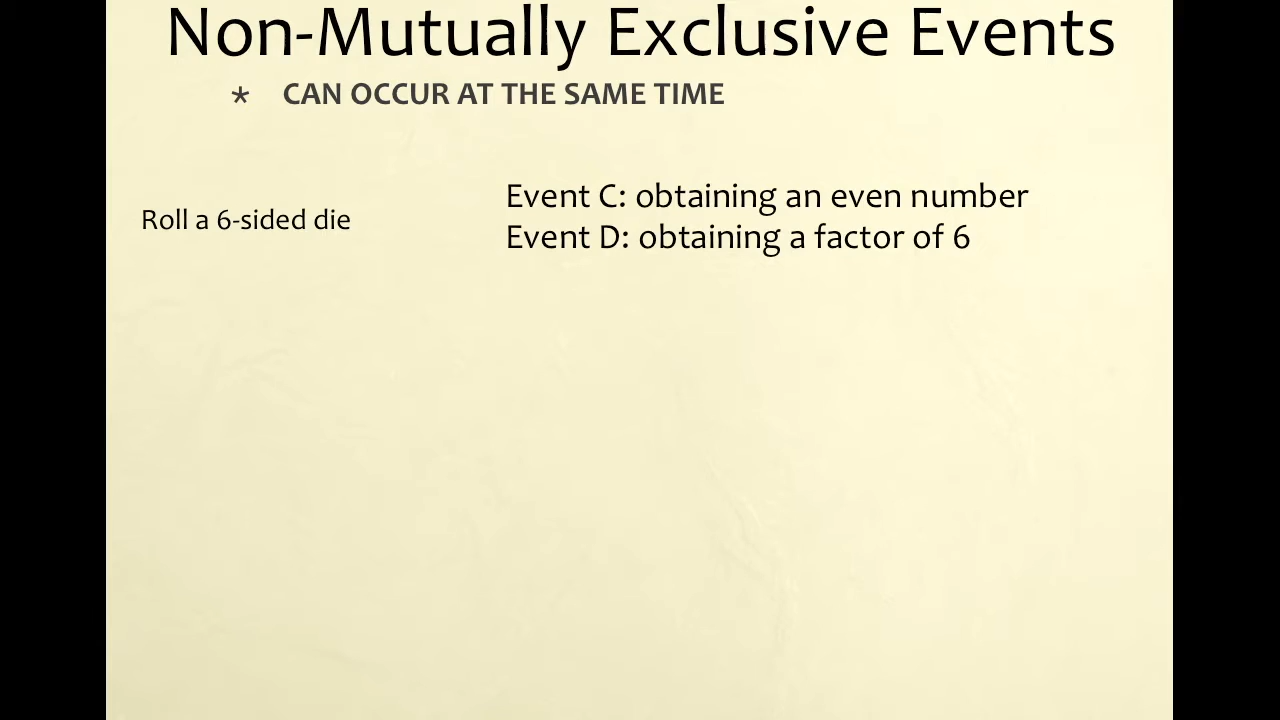 Non-Mutually Exclusive Events
* CAN OCCUR AT THE SAME TIME
Roll a 6-sided die
Event C: obtaining an even number
Event D: obtaining a factor of 6